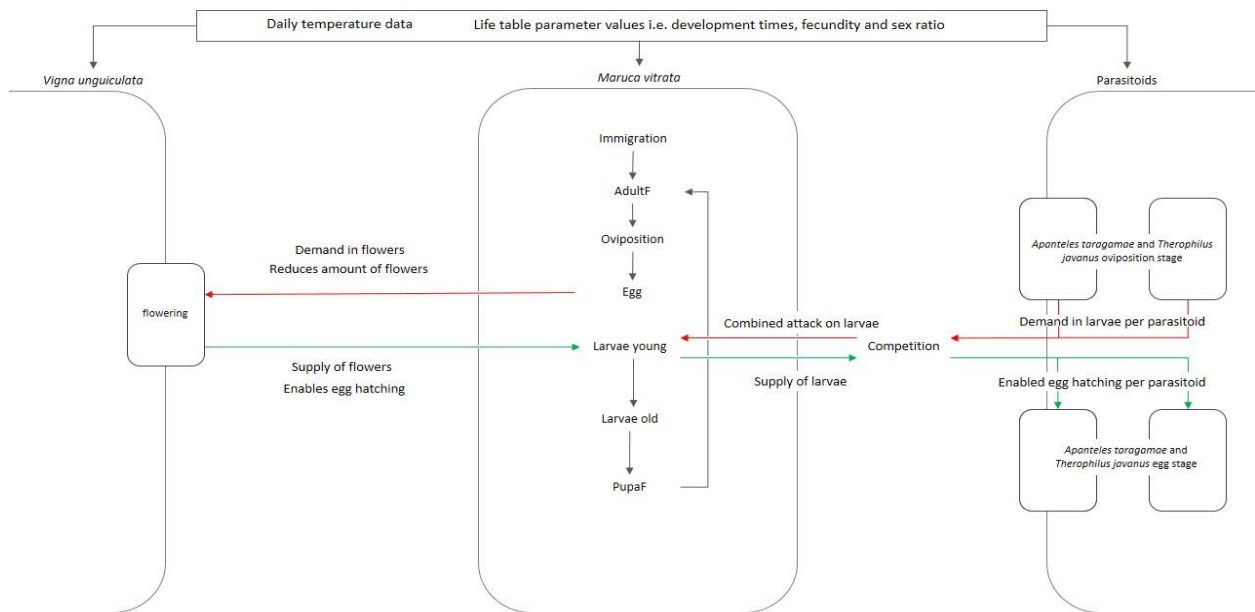 Daily temperature data
Life table parameter values i.e. development times, fecundity and sex ratio
Vigna unguiculata
Maruca vitrata
Parasitoids
Immigration
AdultF
Oviposition
Egg
Larvae young
Larvae old
PupaF
Demand in flowers
Reduces amount of flowers
flowering
Supply of flowers
Enables egg hatching
Combined attack on larvae
Supply of larvae
Competition
Apanteles taragamae and Therophilus
javanus oviposition stage
Demand in larvae per parasitoid
Enabled egg hatching per parasitoid
Apanteles taragamae and
Therophilus javanus egg stage